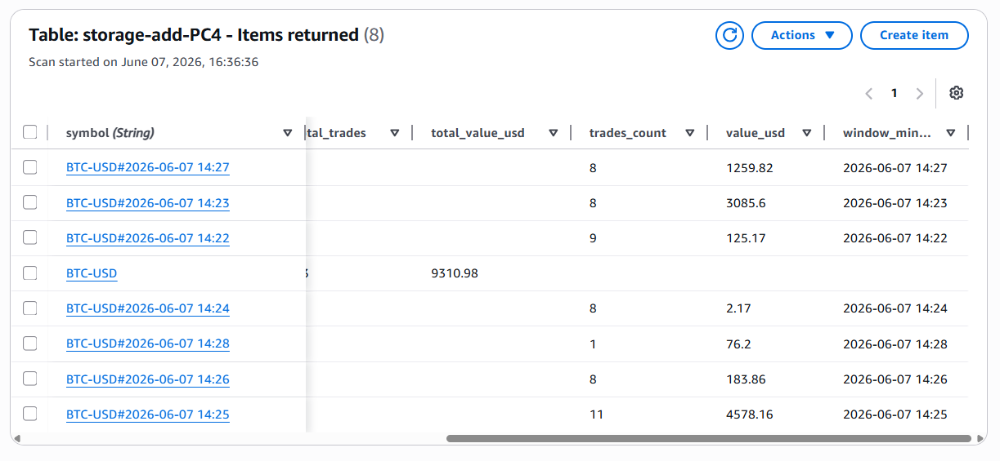 Table: storage-add-PC4 - Items returned (8)
Actions
Create item
Scan started on June 07, 2026, 16:36:36
1
symbol (String) tal_trades total_value_usd trades_count value_usd window_min...
BTC-USD#2026-06-07 14:27 8 1259.82 2026-06-07 14:27
BTC-USD#2026-06-07 14:23 8 3085.6 2026-06-07 14:23
BTC-USD#2026-06-07 14:22 9 125.17 2026-06-07 14:22
BTC-USD 9310.98
BTC-USD#2026-06-07 14:24 8 2.17 2026-06-07 14:24
BTC-USD#2026-06-07 14:28 1 76.2 2026-06-07 14:28
BTC-USD#2026-06-07 14:26 8 183.86 2026-06-07 14:26
BTC-USD#2026-06-07 14:25 11 4578.16 2026-06-07 14:25